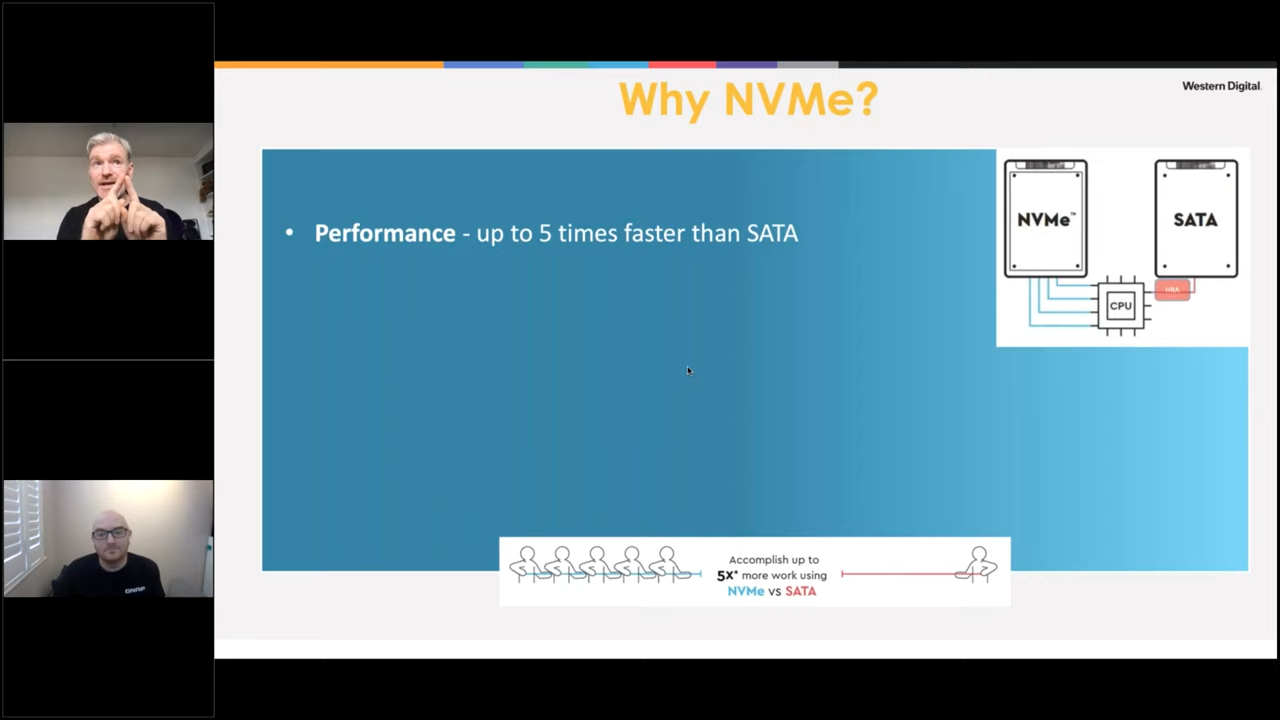 Why NVMe?
Western Digital.
• Performance - up to 5 times faster than SATA
NVMe™
SATA
HBA
CPU
Accomplish up to
5X* more work using
NVMe vs SATA
QNAP